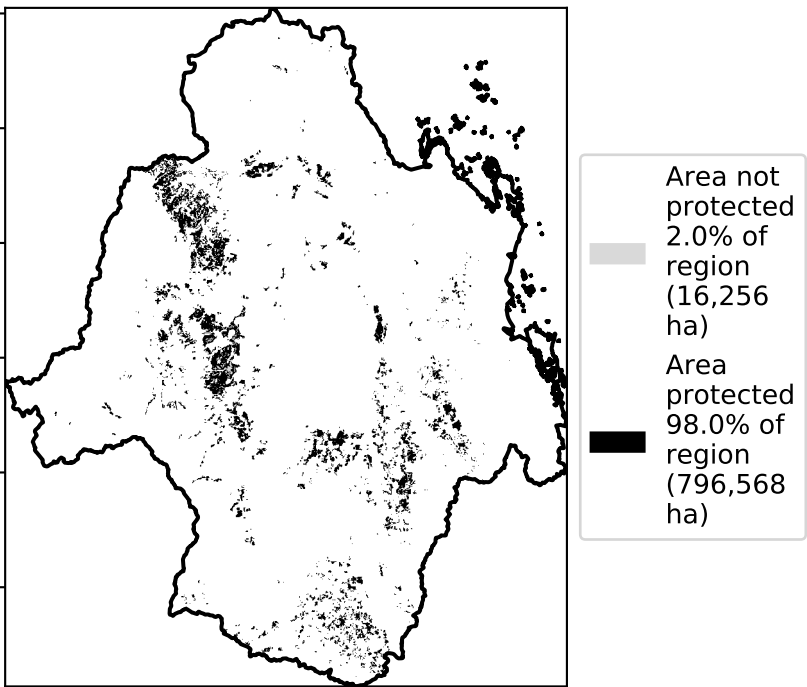 Area not
protected
2.0% of
region
(16,256
ha)
Area
protected
98.0% of
region
(796,568
ha)